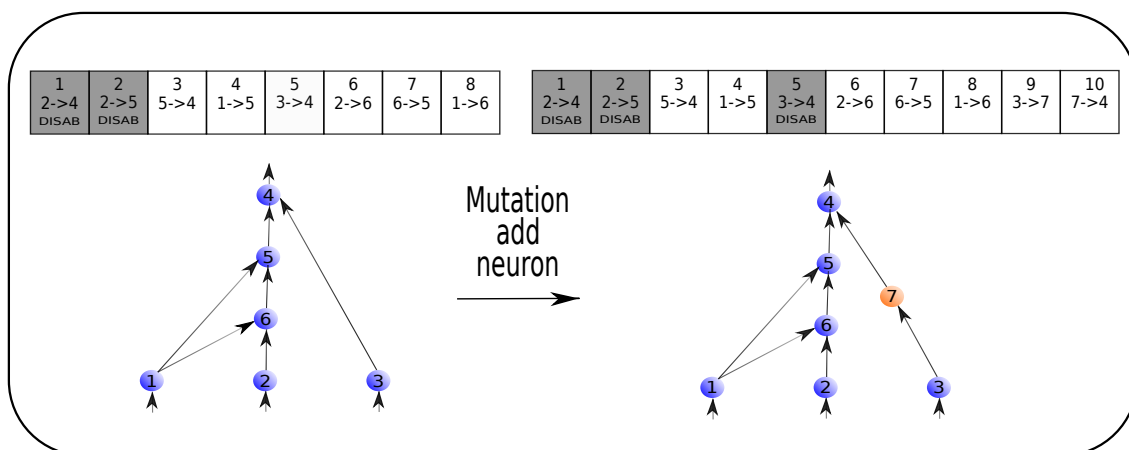 1 2 3 4 5 6 7 8
2->4 2->5 5->4 1->5 3->4 2->6 6->5 1->6
DISAB DISAB
1 2 3 4 5 6 7 8 9 10
2->4 2->5 5->4 1->5 3->4 2->6 6->5 1->6 3->7 7->4
DISAB DISAB DISAB
4
5
6
1 2 3
Mutation
add
neuron
4
5
7
6
1 2 3